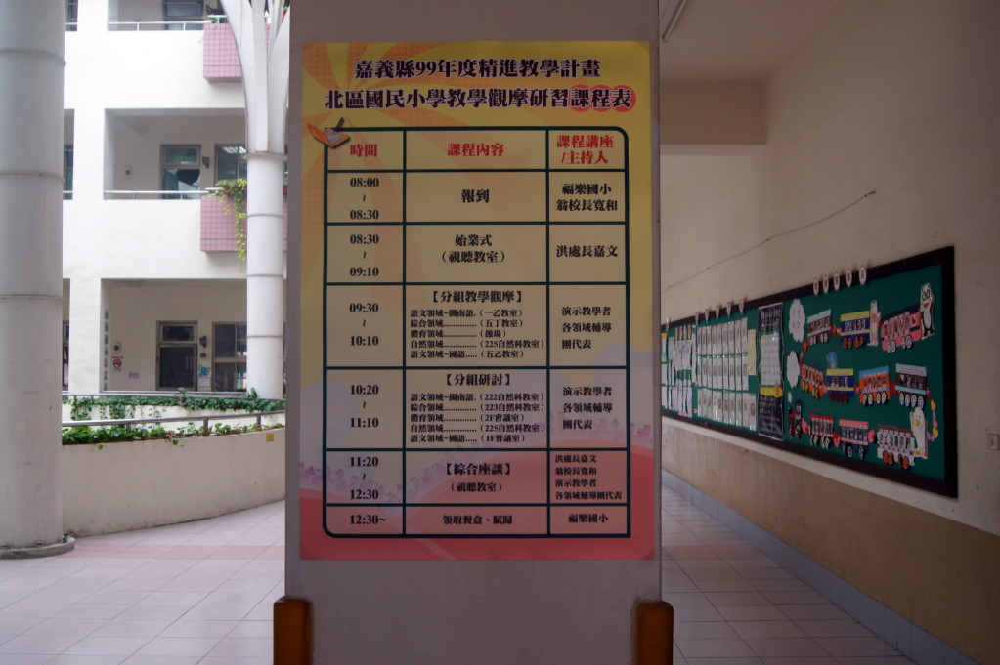 嘉義縣99年度精進教學計畫
北區國民小學教學觀摩研習課程表
時間
課程內容
課程講座
/主持人
08:00
~
08:30
報到
福樂國小
翁校長寬和
08:30
~
09:10
始業式
（視聽教室）
洪處長嘉文
09:30
~
10:10
【分組教學觀摩】
語文領域~閩南語.（一乙教室）
綜合領域..............（五丁教室）
體育領域..............（操場）
自然領域..............（225自然科教室）
語文領域~國語.....（五乙教室）
演示教學者
各領域輔導
團代表
10:20
~
11:10
【分組研討】
語文領域~閩南語.（222自然科教室）
綜合領域..............（223自然科教室）
體育領域..............（2F會議室）
自然領域..............（225自然科教室）
語文領域~國語.....（1F會議室）
演示教學者
各領域輔導
團代表
11:20
~
12:30
【綜合座談】
（視聽教室）
洪處長嘉文
翁校長寬和
演示教學者
各領域輔導團代表
12:30~
領取餐盒、賦歸
福樂國小